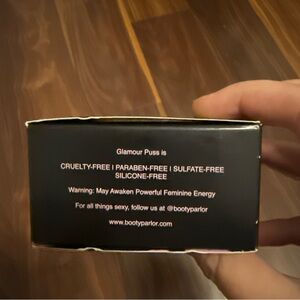 Glamour Puss is
CRUELTY-FREE | PARABEN-FREE | SULFATE-FREE
SILICONE-FREE
Warning: May Awaken Powerful Feminine Energy
For all things sexy, follow us at @bootyparlor
www.bootyparlor.com